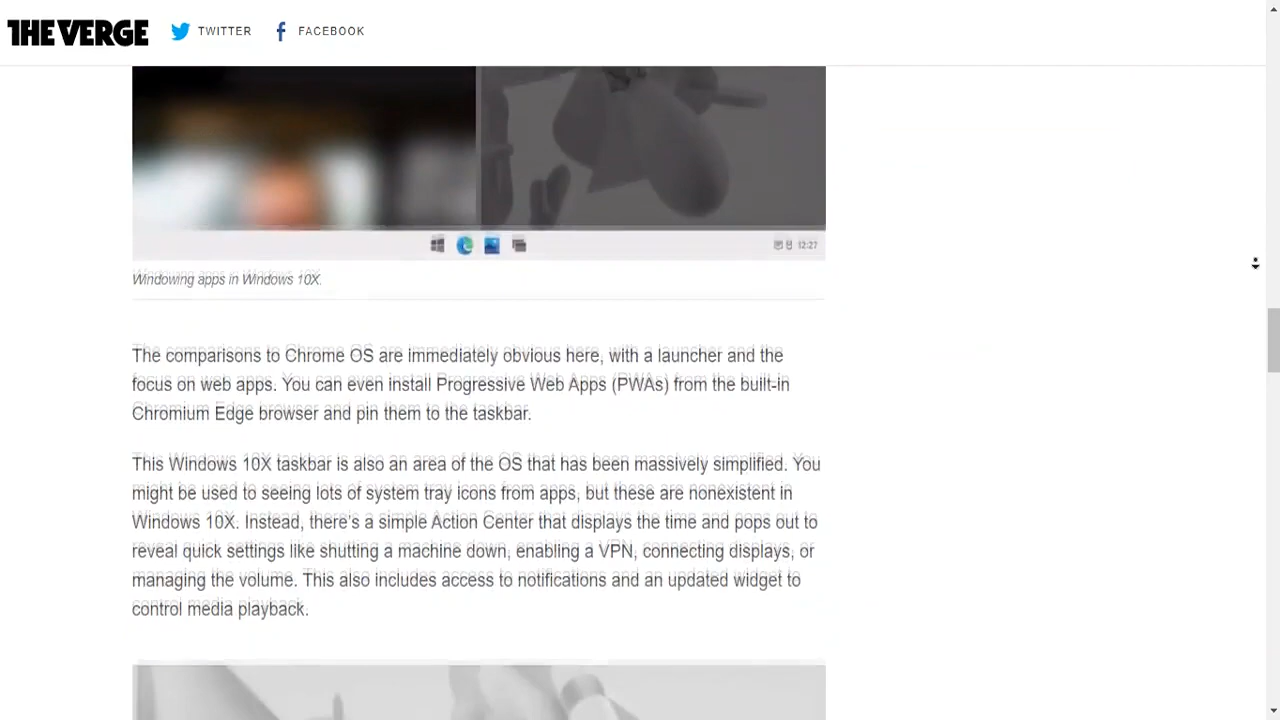 THE VERGE TWITTER FACEBOOK
12:27
Windowing apps in Windows 10X.
The comparisons to Chrome OS are immediately obvious here, with a launcher and the
focus on web apps. You can even install Progressive Web Apps (PWAs) from the built-in
Chromium Edge browser and pin them to the taskbar.
This Windows 10X taskbar is also an area of the OS that has been massively simplified. You
might be used to seeing lots of system tray icons from apps, but these are nonexistent in
Windows 10X. Instead, there's a simple Action Center that displays the time and pops out to
reveal quick settings like shutting a machine down, enabling a VPN, connecting displays, or
managing the volume. This also includes access to notifications and an updated widget to
control media playback.